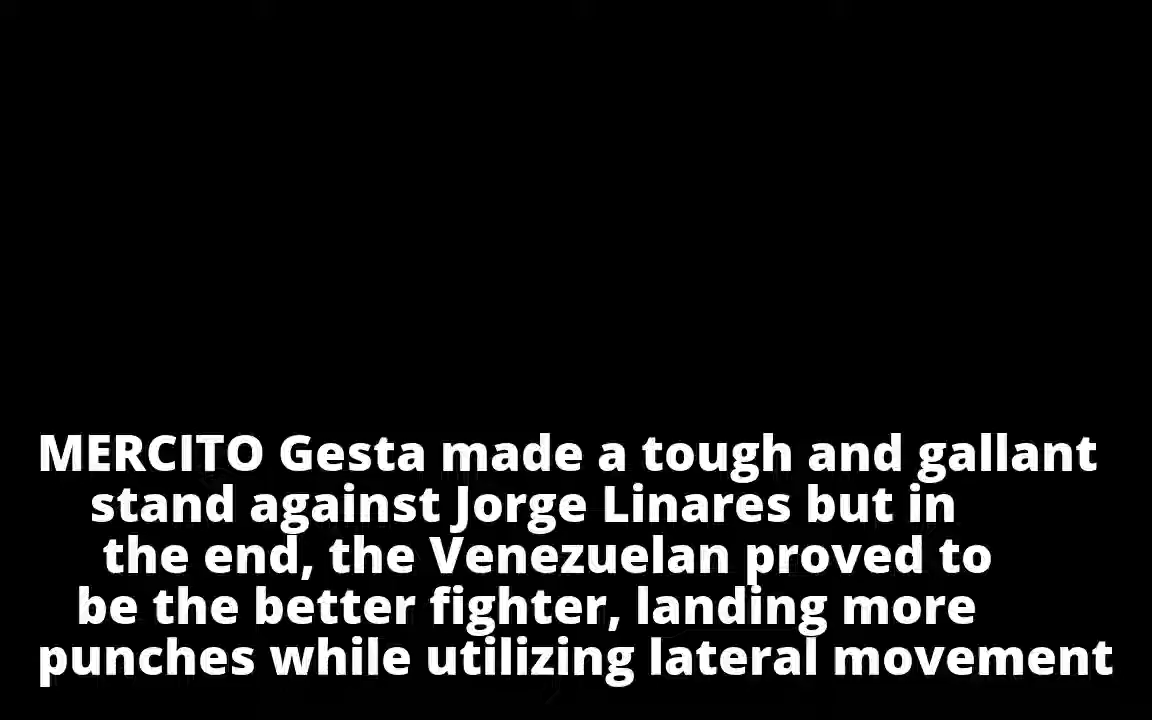 MERCITO Gesta made a tough and gallant
stand against Jorge Linares but in
the end, the Venezuelan proved to
be the better fighter, landing more
punches while utilizing lateral movement